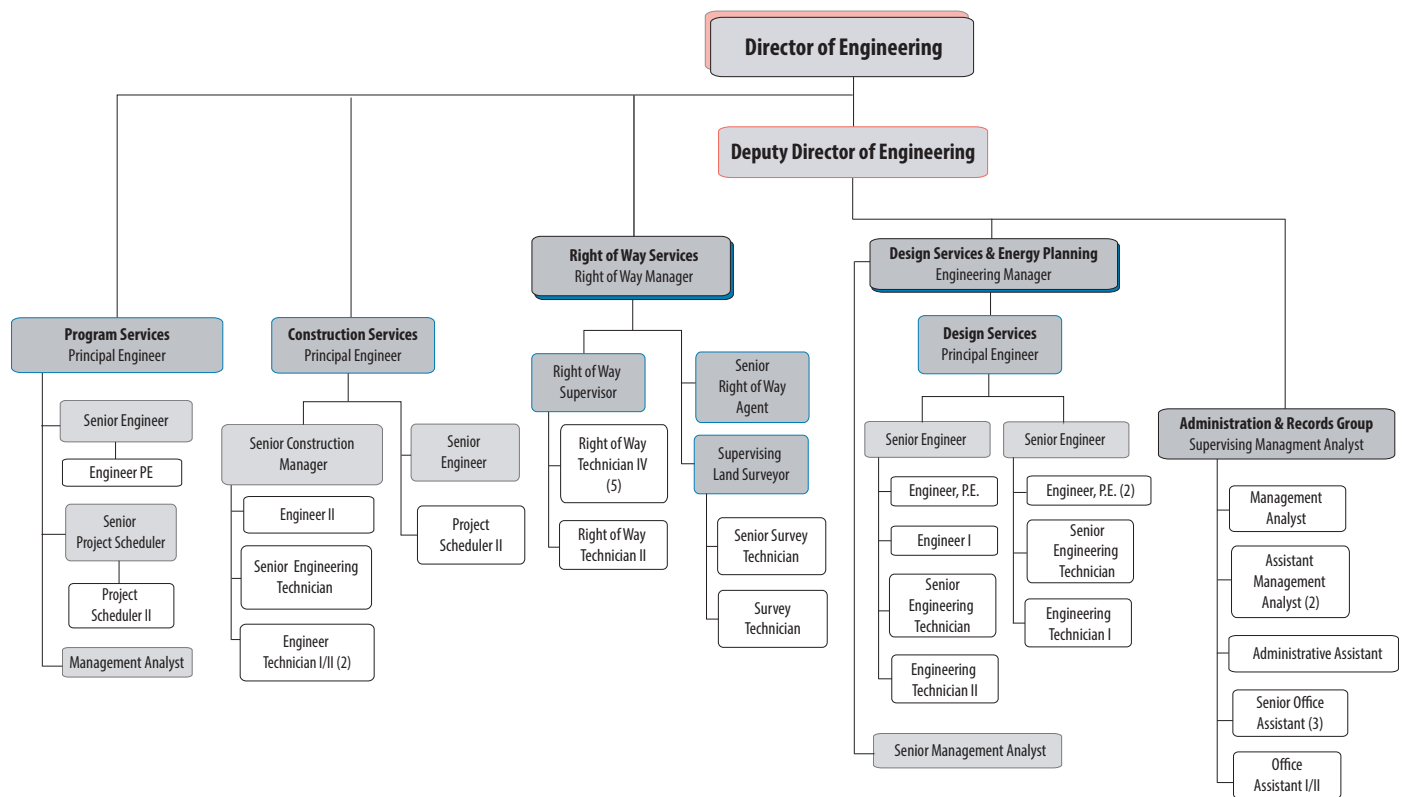 Director of Engineering
Deputy Director of Engineering
Program Services
Principal Engineer
Senior Engineer
Engineer PE
Senior
Project Scheduler
Project
Scheduler II
Management Analyst
Construction Services
Principal Engineer
Senior Construction
Manager
Engineer II
Senior Engineering
Technician
Engineer
Technician I/II (2)
Senior
Engineer
Project
Scheduler II
Right of Way Services
Right of Way Manager
Right of Way
Supervisor
Right of Way
Technician IV
(5)
Right of Way
Technician II
Senior
Right of Way
Agent
Supervising
Land Surveyor
Senior Survey
Technician
Survey
Technician
Design Services & Energy Planning
Engineering Manager
Design Services
Principal Engineer
Senior Engineer
Engineer, P.E.
Engineer I
Senior
Engineering
Technician
Engineering
Technician II
Senior Engineer
Engineer, P.E. (2)
Senior
Engineering
Technician
Engineering
Technician I
Senior Management Analyst
Administration & Records Group
Supervising Managment Analyst
Management
Analyst
Assistant
Management
Analyst (2)
Administrative Assistant
Senior Office
Assistant (3)
Office
Assistant I/II